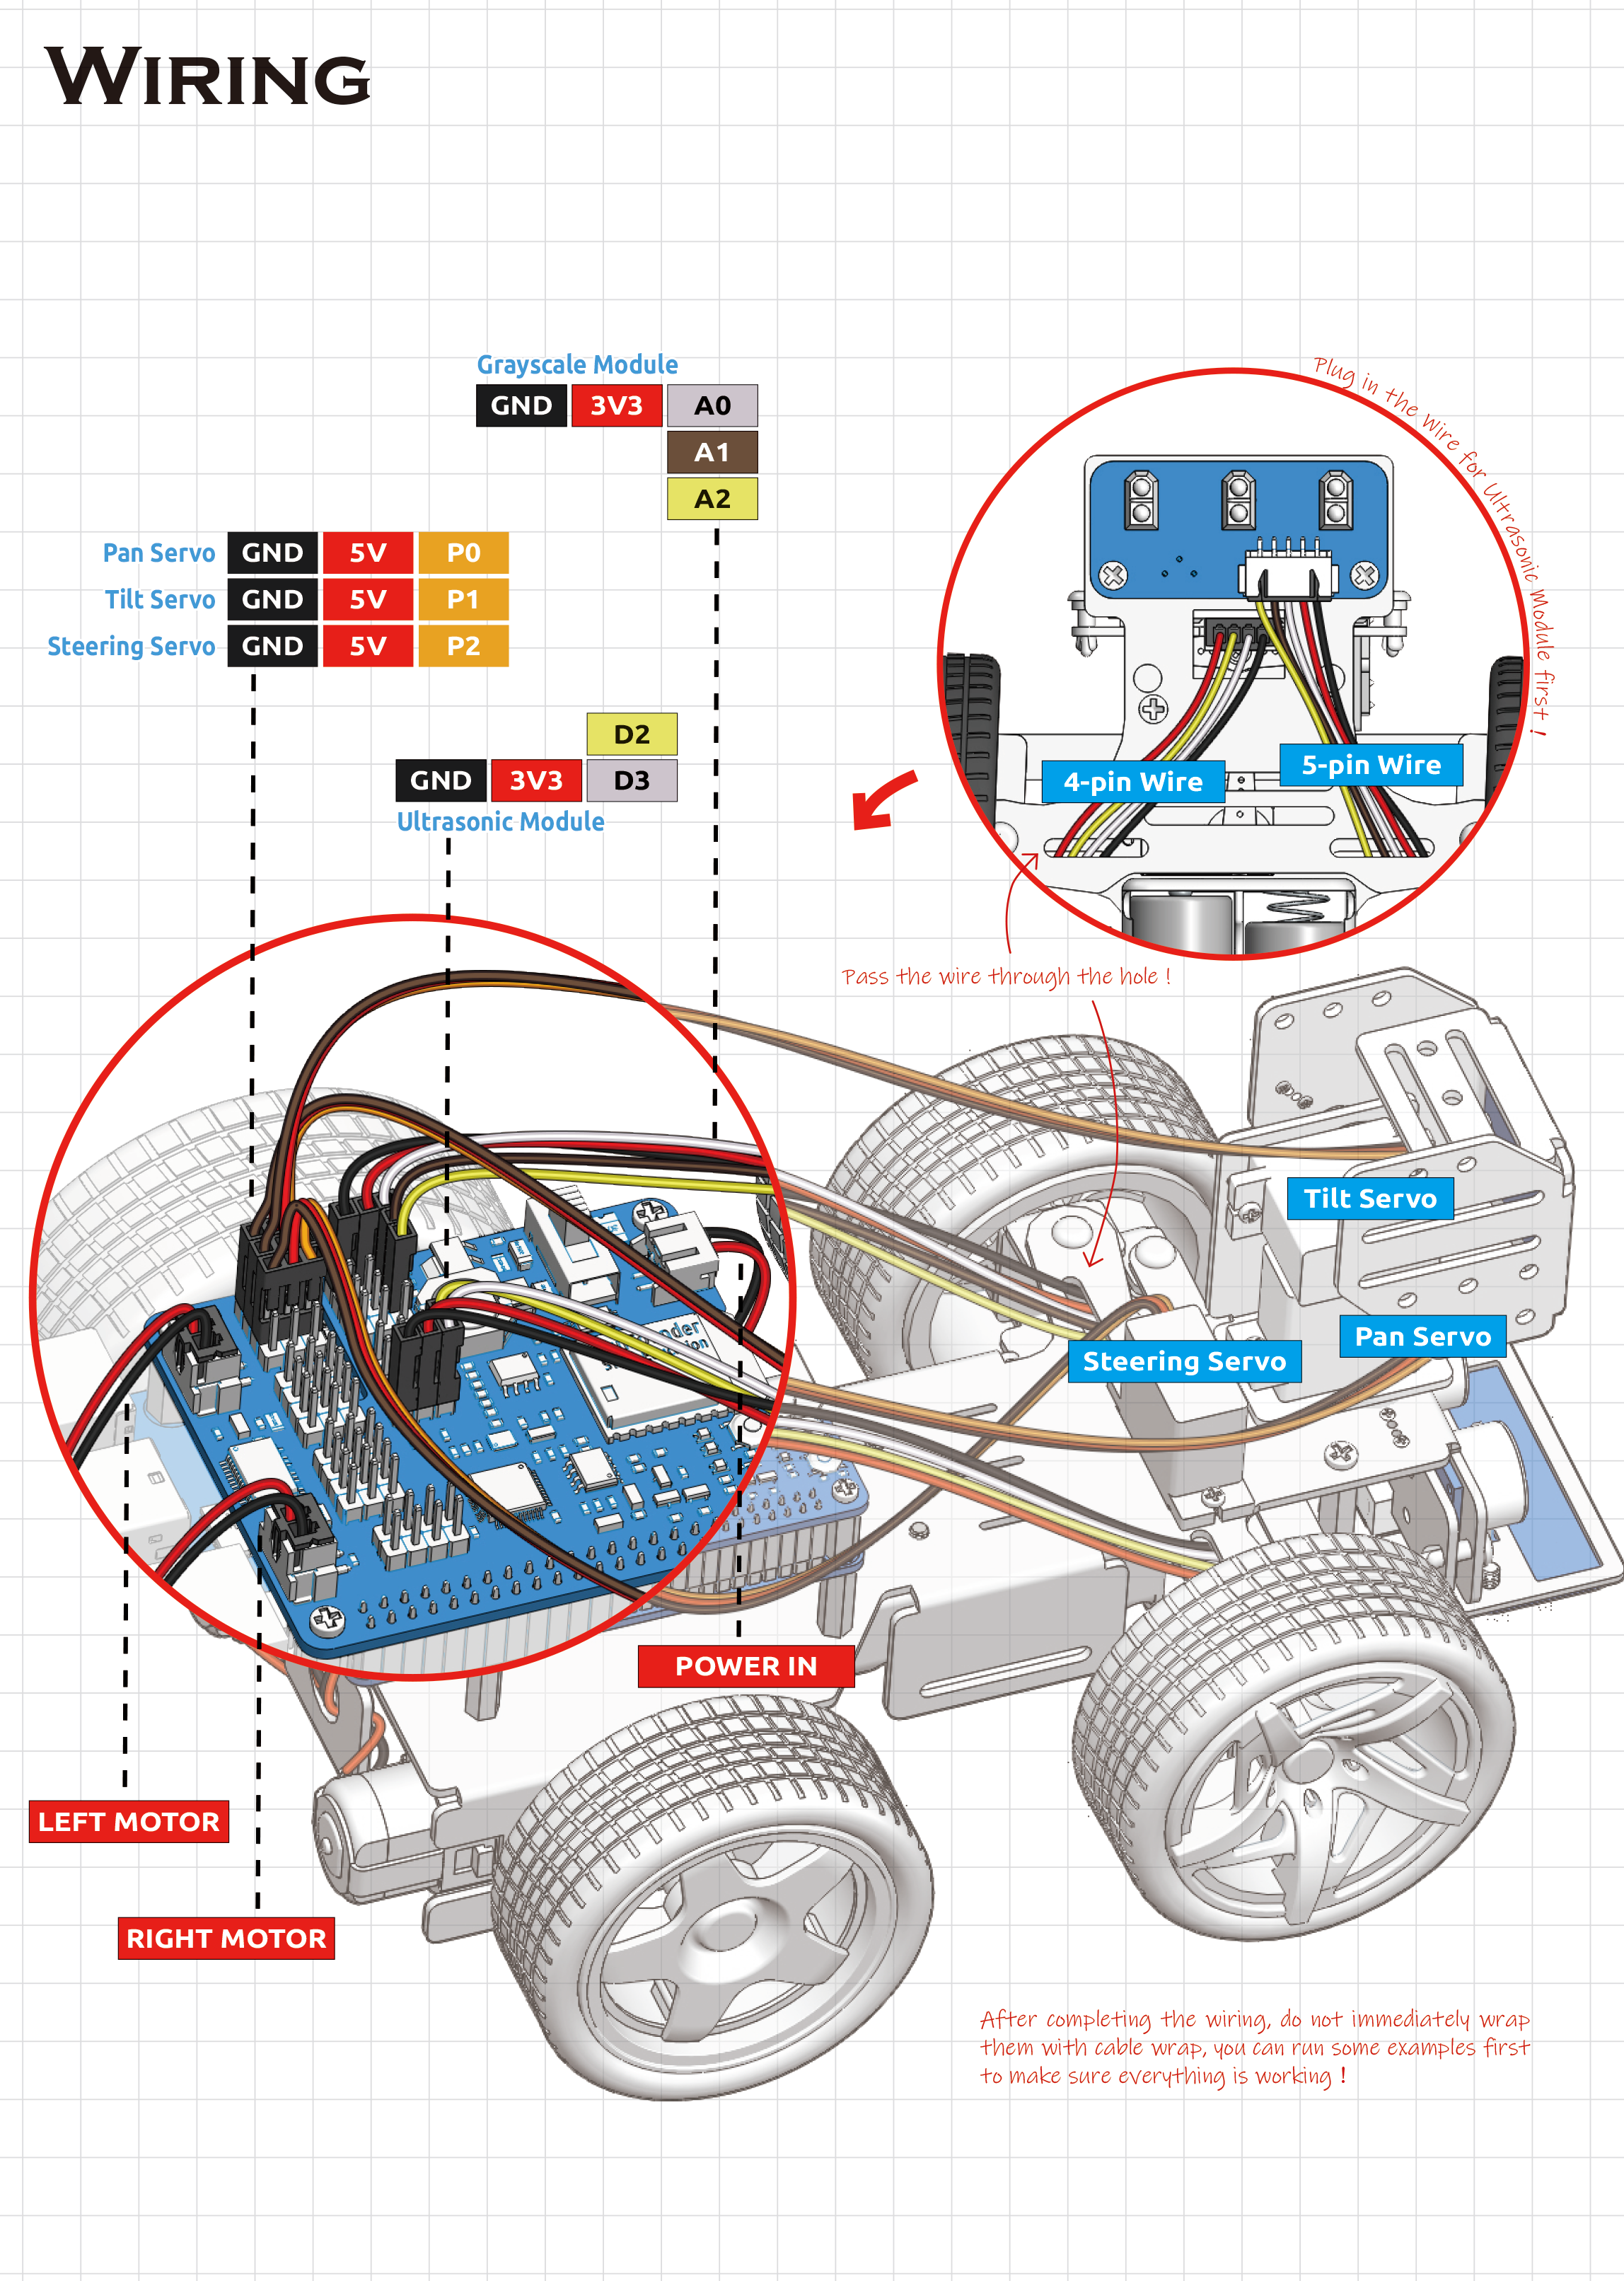 WIRING
Grayscale Module
GND 3V3 A0
A1
A2
Pan Servo GND 5V P0
Tilt Servo GND 5V P1
Steering Servo GND 5V P2
D2
GND 3V3 D3
Ultrasonic Module
Plug in the wire for Ultrasonic Module first !
4-pin Wire
5-pin Wire
Pass the wire through the hole !
Tilt Servo
Pan Servo
Steering Servo
POWER IN
LEFT MOTOR
RIGHT MOTOR
After completing the wiring, do not immediately wrap
them with cable wrap, you can run some examples first
to make sure everything is working !